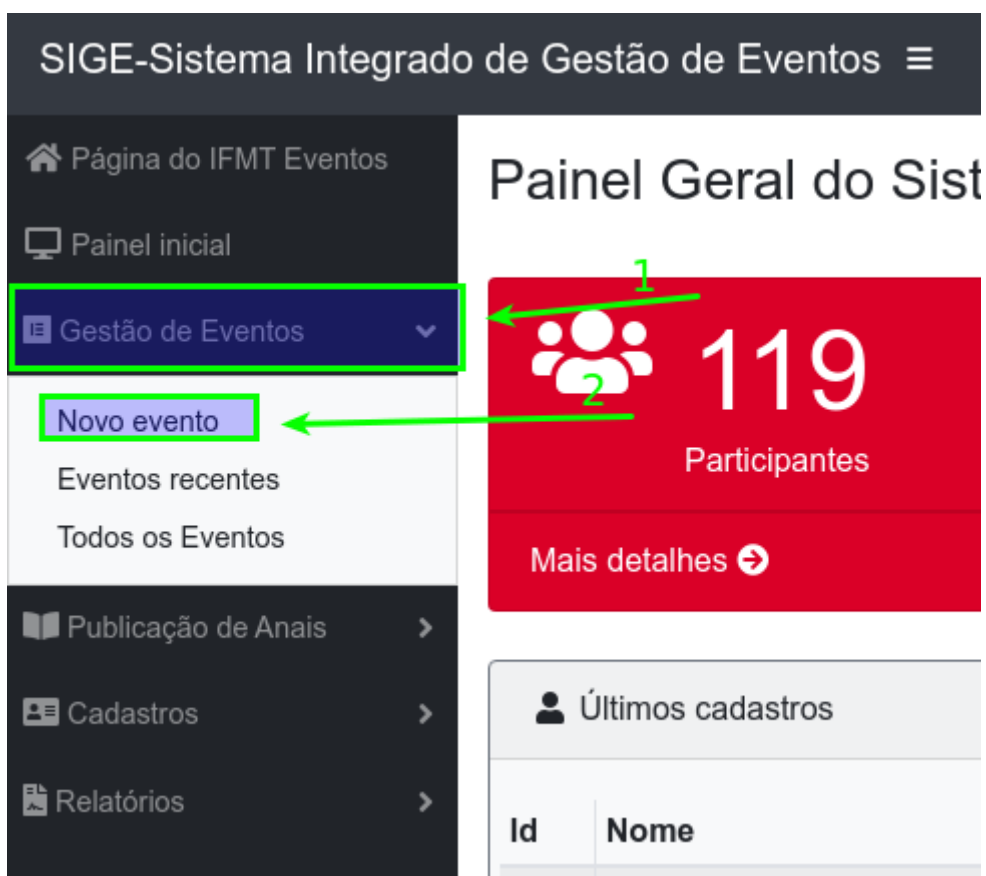 SIGE-Sistema Integrado de Gestão de Eventos
Página do IFMT Eventos
Painel inicial
Gestão de Eventos
Novo evento
Eventos recentes
Todos os Eventos
Publicação de Anais
Cadastros
Relatórios
Painel Geral do Sist
1
2
119
Participantes
Mais detalhes
Últimos cadastros
Id Nome